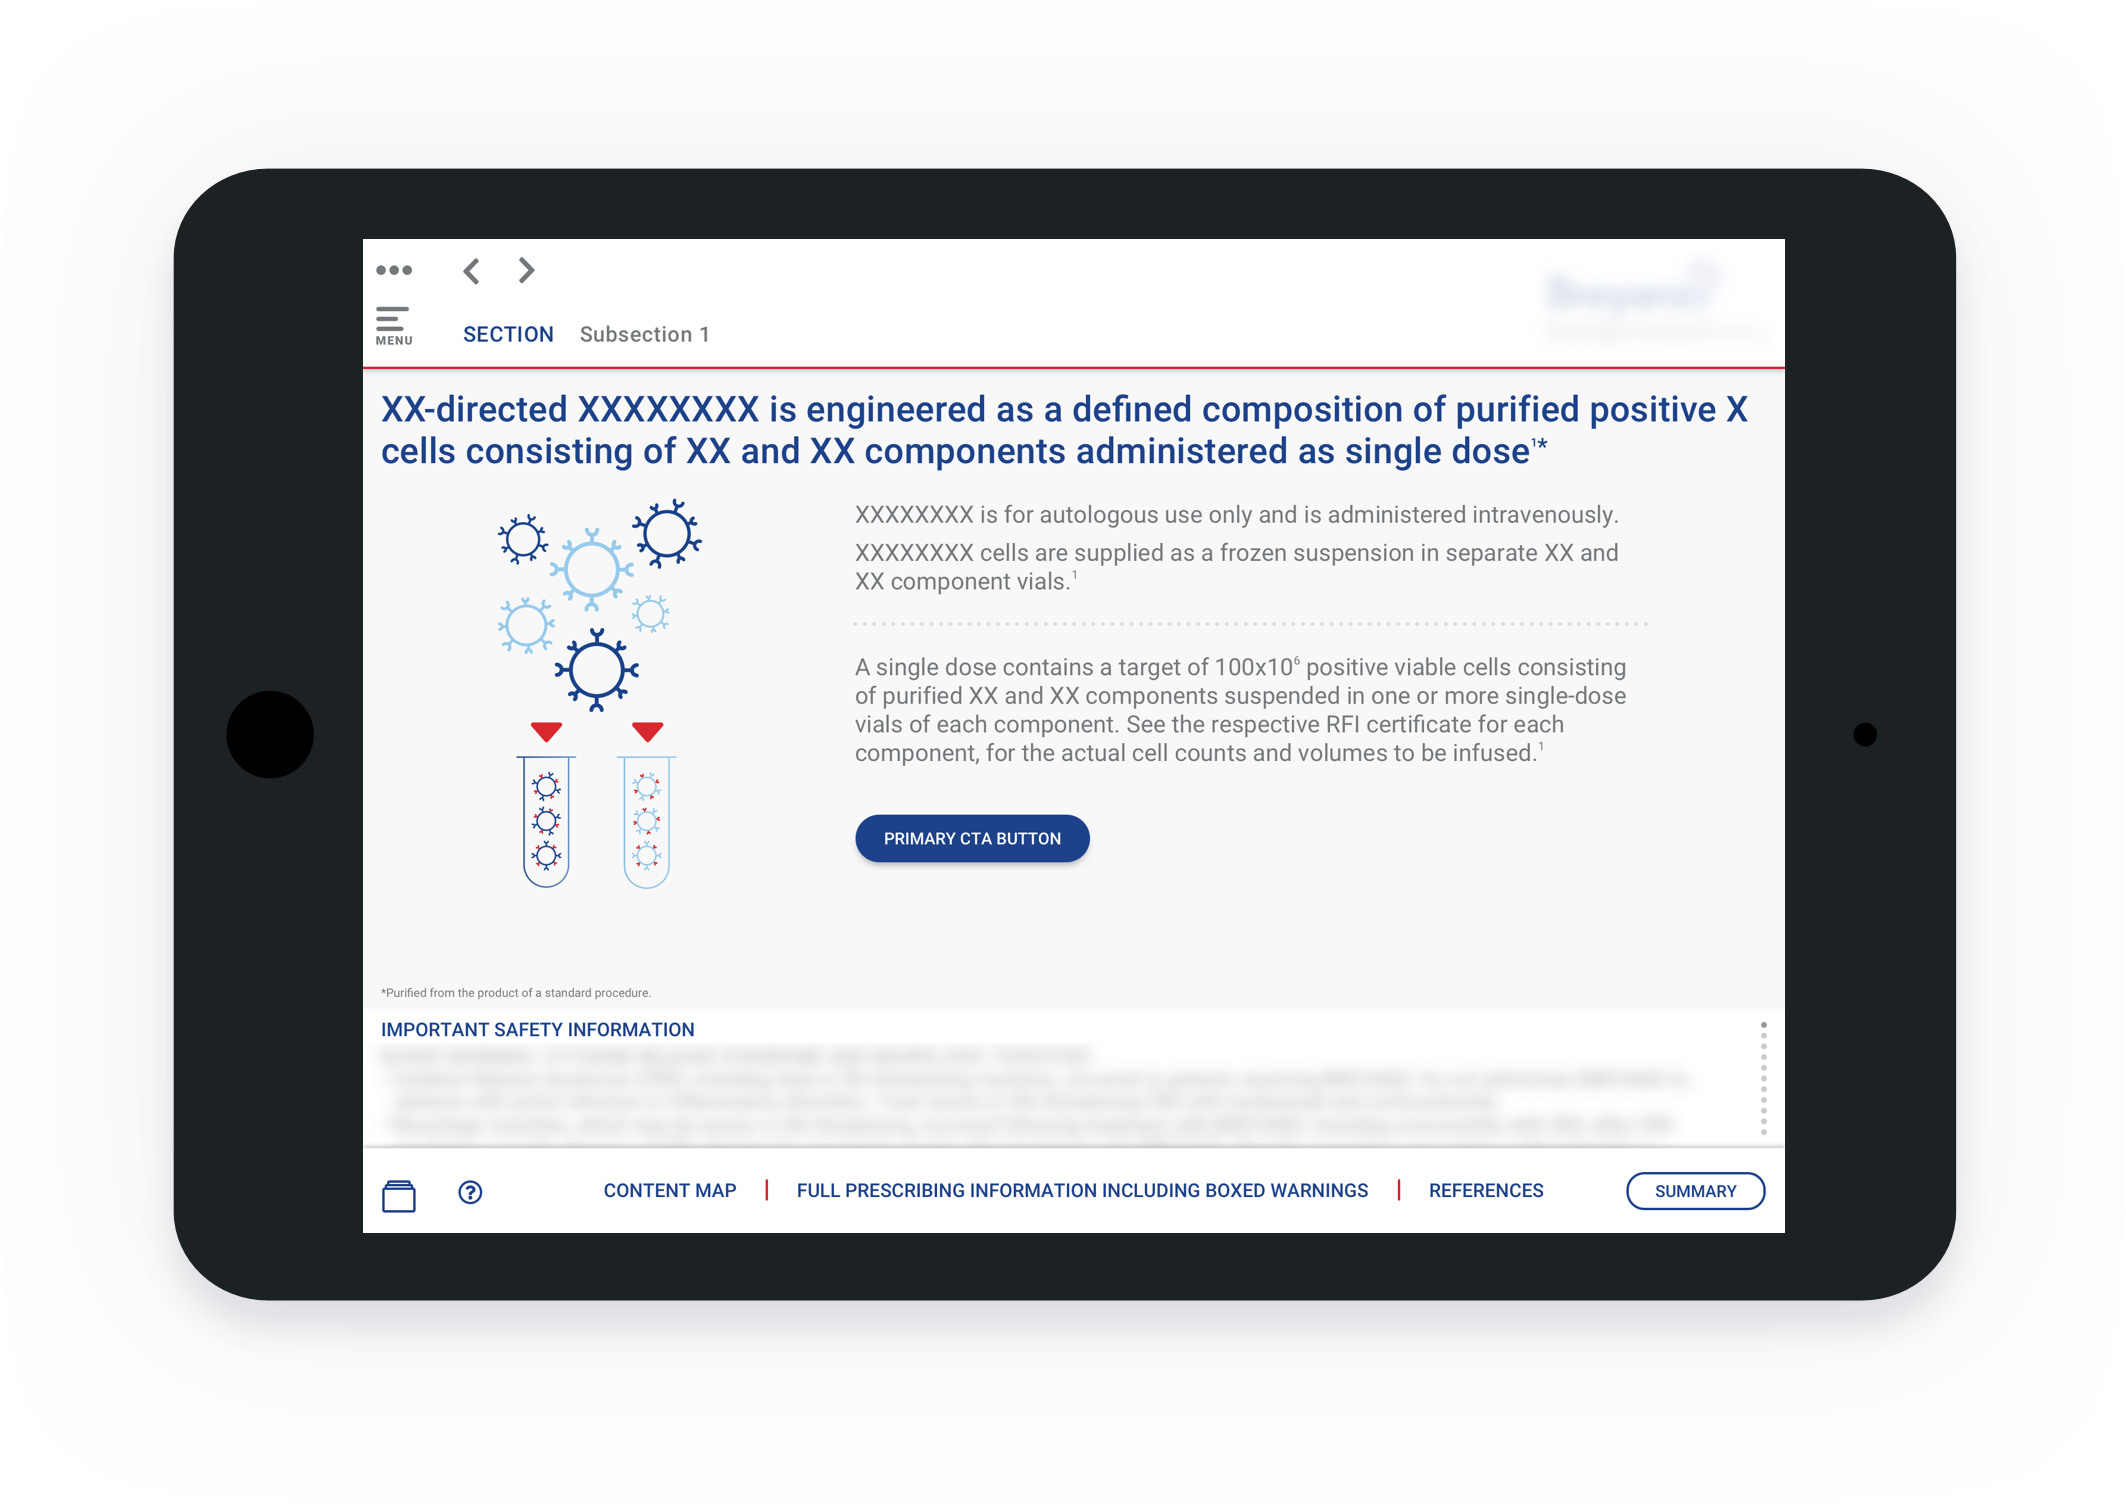 MENU
SECTION Subsection 1
XX-directed XXXXXXXX is engineered as a defined composition of purified positive X
cells consisting of XX and XX components administered as single dose¹*
XXXXXXXX is for autologous use only and is administered intravenously.
XXXXXXXX cells are supplied as a frozen suspension in separate XX and
XX component vials.¹
A single dose contains a target of 100x10⁶ positive viable cells consisting
of purified XX and XX components suspended in one or more single-dose
vials of each component. See the respective RFI certificate for each
component, for the actual cell counts and volumes to be infused.¹
PRIMARY CTA BUTTON
*Purified from the product of a standard procedure.
IMPORTANT SAFETY INFORMATION
CONTENT MAP | FULL PRESCRIBING INFORMATION INCLUDING BOXED WARNINGS | REFERENCES
SUMMARY